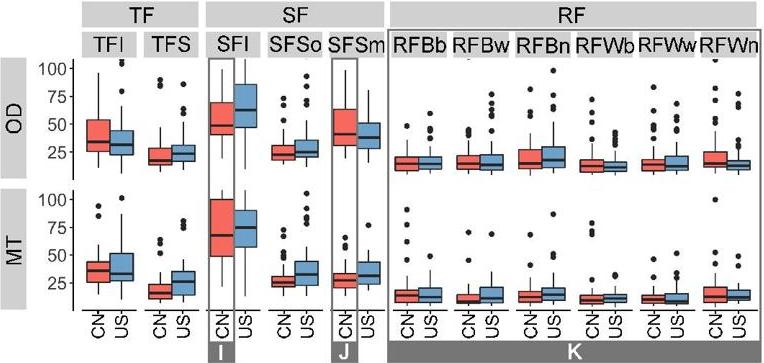 TF SF RF
TFI TFS SFI SFSo SFSm RFBb RFBw RFBn RFWb RFWw RFWn
OD
100
75
50
25
MT
100
75
50
25
CN US CN US CN US CN US CN US CN US CN US CN US CN US CN US CN US
I J K